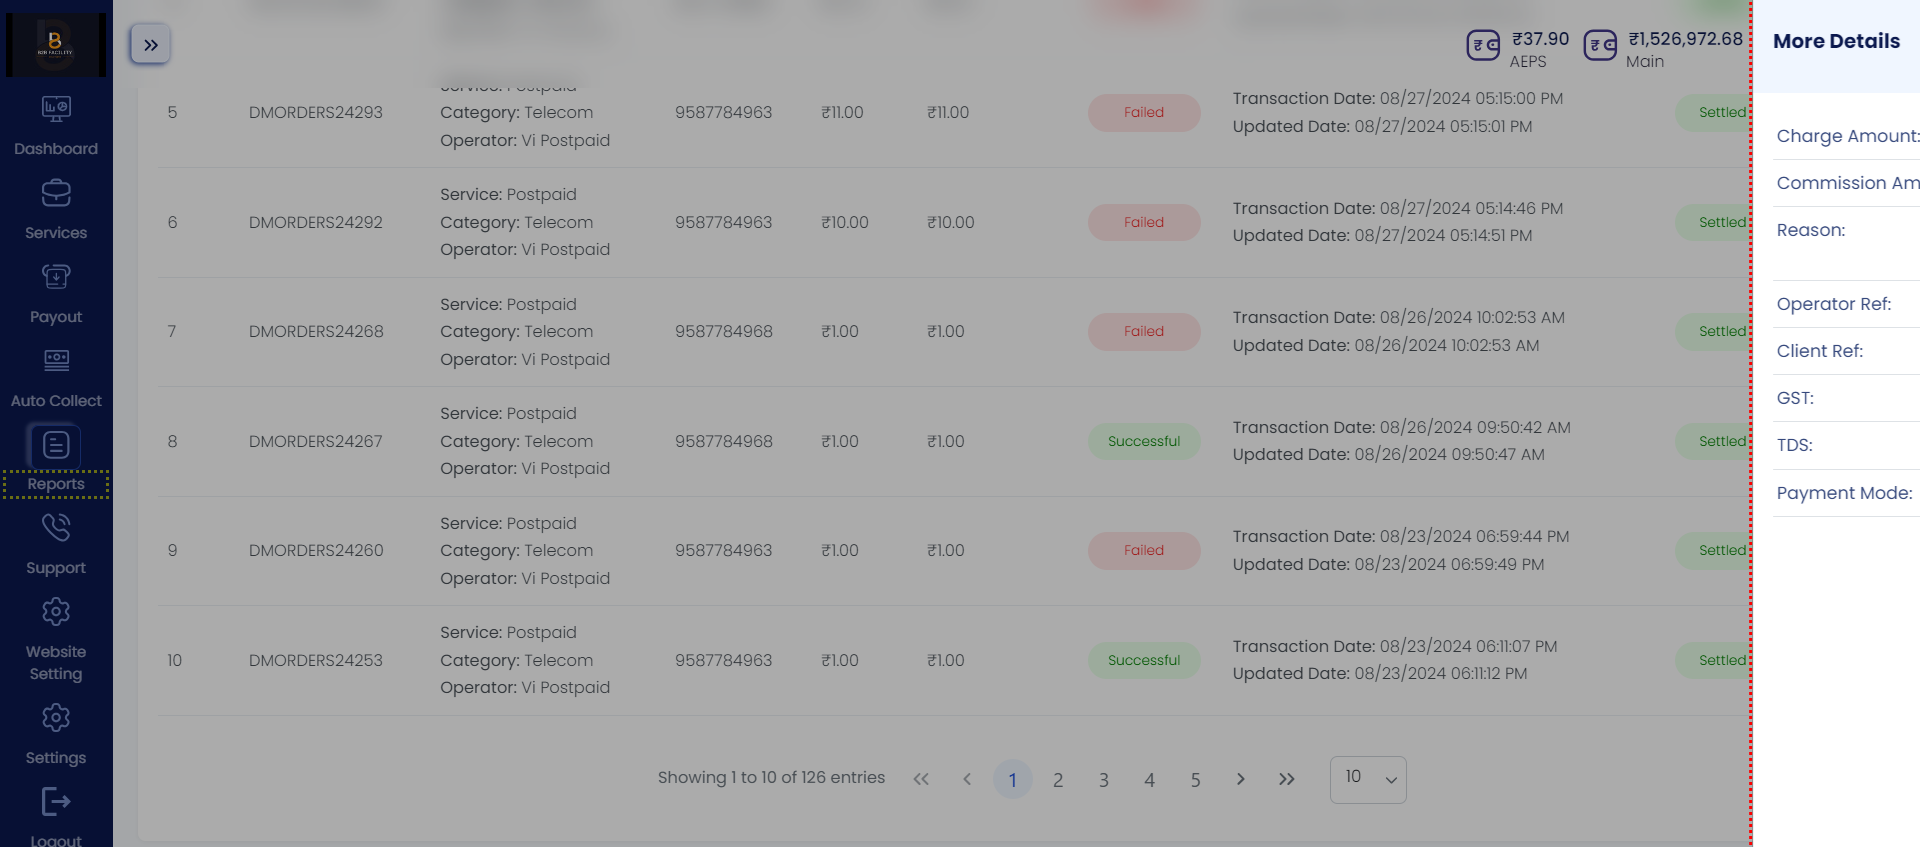 B2B FACILITY
Dashboard
Services
Payout
Auto Collect
Reports
Support
Website
Setting
Settings
Logout
₹37.90
AEPS
₹1,526,972.68
Main
Service: Postpaid
5 DMORDERS24293 Category: Telecom 9587784963 ₹11.00 ₹11.00 Failed Transaction Date: 08/27/2024 05:15:00 PM Settled
Operator: Vi Postpaid Updated Date: 08/27/2024 05:15:01 PM
Service: Postpaid
6 DMORDERS24292 Category: Telecom 9587784963 ₹10.00 ₹10.00 Failed Transaction Date: 08/27/2024 05:14:46 PM Settled
Operator: Vi Postpaid Updated Date: 08/27/2024 05:14:51 PM
Service: Postpaid
7 DMORDERS24268 Category: Telecom 9587784968 ₹1.00 ₹1.00 Failed Transaction Date: 08/26/2024 10:02:53 AM Settled
Operator: Vi Postpaid Updated Date: 08/26/2024 10:02:53 AM
Service: Postpaid
8 DMORDERS24267 Category: Telecom 9587784968 ₹1.00 ₹1.00 Successful Transaction Date: 08/26/2024 09:50:42 AM Settled
Operator: Vi Postpaid Updated Date: 08/26/2024 09:50:47 AM
Service: Postpaid
9 DMORDERS24260 Category: Telecom 9587784963 ₹1.00 ₹1.00 Failed Transaction Date: 08/23/2024 06:59:44 PM Settled
Operator: Vi Postpaid Updated Date: 08/23/2024 06:59:49 PM
Service: Postpaid
10 DMORDERS24253 Category: Telecom 9587784963 ₹1.00 ₹1.00 Successful Transaction Date: 08/23/2024 06:11:07 PM Settled
Operator: Vi Postpaid Updated Date: 08/23/2024 06:11:12 PM
Showing 1 to 10 of 126 entries 1 2 3 4 5 10
More Details
Charge Amount:
Commission Am
Reason:
Operator Ref:
Client Ref:
GST:
TDS:
Payment Mode: